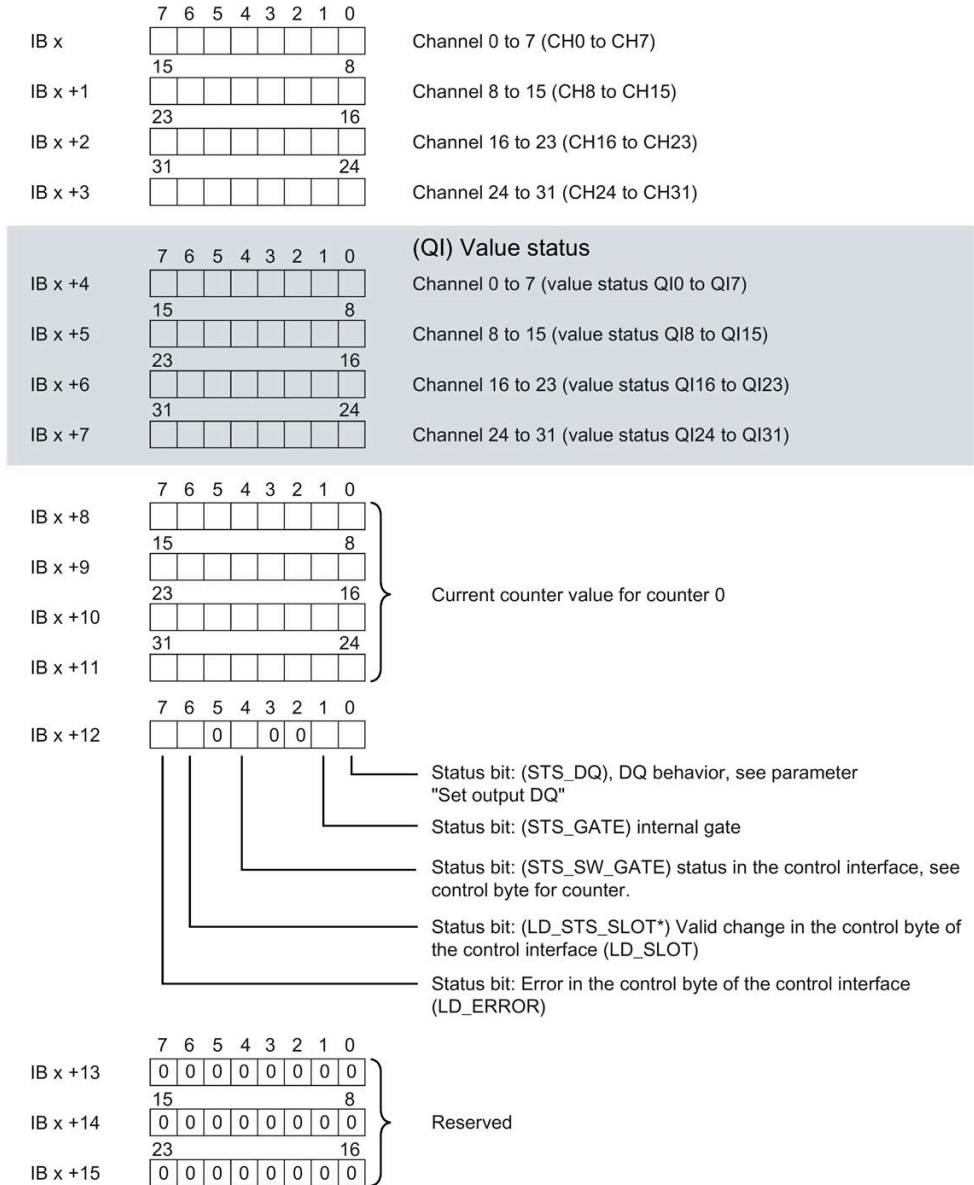 7 6 5 4 3 2 1 0
IB x Channel 0 to 7 (CH0 to CH7)
15 8
IB x +1 Channel 8 to 15 (CH8 to CH15)
23 16
IB x +2 Channel 16 to 23 (CH16 to CH23)
31 24
IB x +3 Channel 24 to 31 (CH24 to CH31)
(QI) Value status
7 6 5 4 3 2 1 0
IB x +4 Channel 0 to 7 (value status QI0 to QI7)
15 8
IB x +5 Channel 8 to 15 (value status QI8 to QI15)
23 16
IB x +6 Channel 16 to 23 (value status QI16 to QI23)
31 24
IB x +7 Channel 24 to 31 (value status QI24 to QI31)
7 6 5 4 3 2 1 0
IB x +8
15 8
IB x +9
Current counter value for counter 0
23 16
IB x +10
31 24
IB x +11
7 6 5 4 3 2 1 0
IB x +12 0 0 0
Status bit: (STS_DQ), DQ behavior, see parameter
"Set output DQ"
Status bit: (STS_GATE) internal gate
Status bit: (STS_SW_GATE) status in the control interface, see
control byte for counter.
Status bit: (LD_STS_SLOT*) Valid change in the control byte of
the control interface (LD_SLOT)
Status bit: Error in the control byte of the control interface
(LD_ERROR)
7 6 5 4 3 2 1 0
IB x +13 0 0 0 0 0 0 0 0
15 8
IB x +14 0 0 0 0 0 0 0 0 Reserved
23 16
IB x +15 0 0 0 0 0 0 0 0